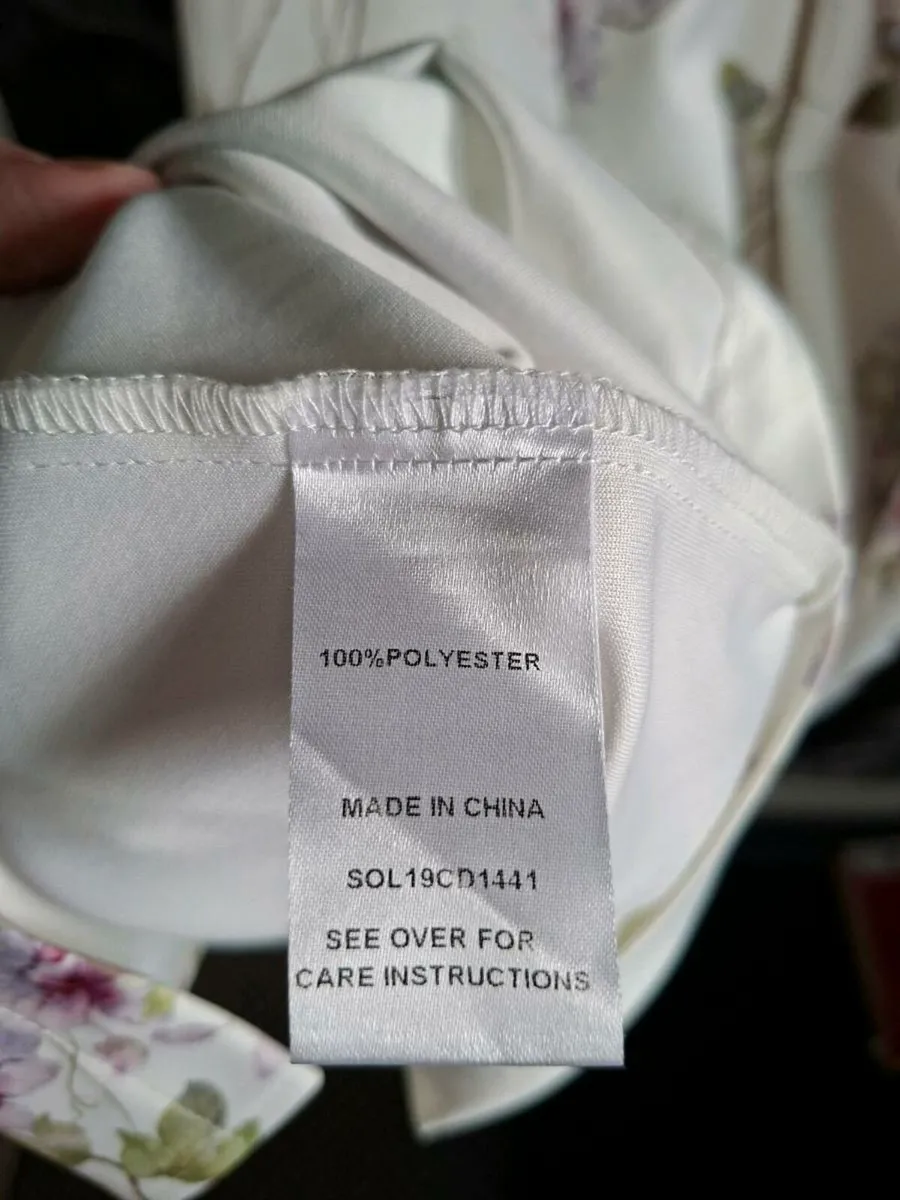 100%POLYESTER
MADE IN CHINA
SOL19CD1441
SEE OVER FOR
CARE INSTRUCTIONS